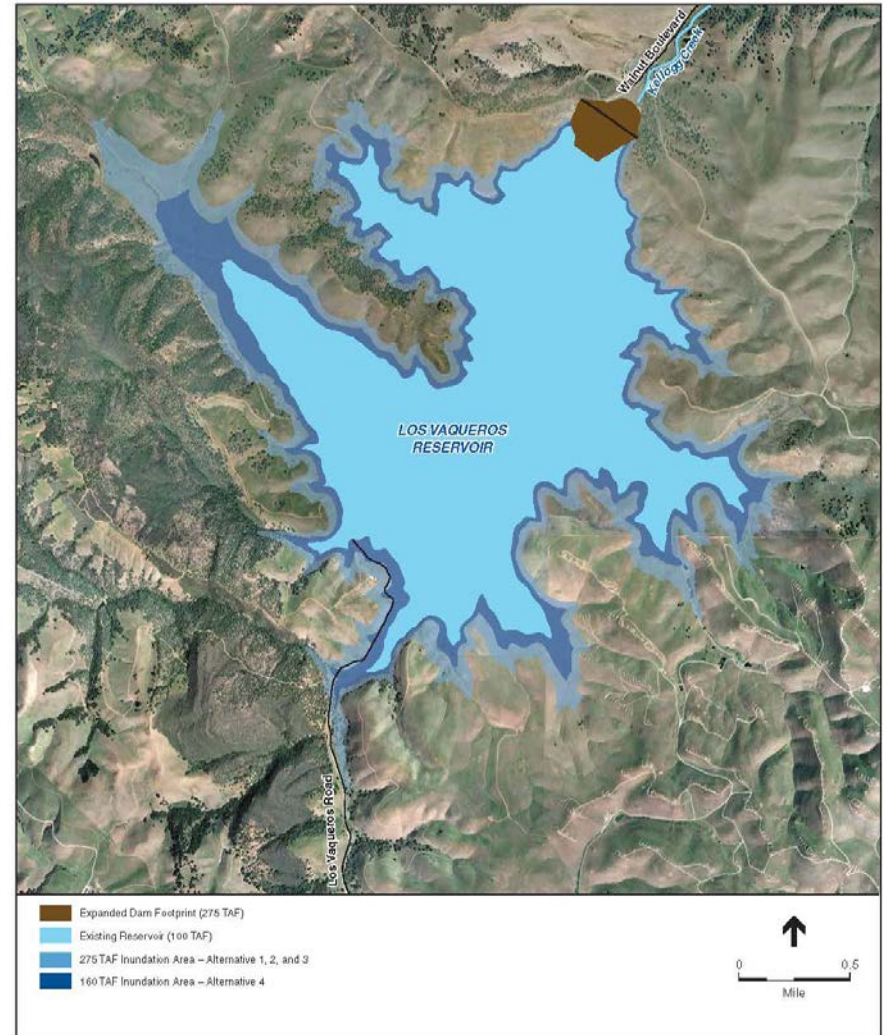 Walnut Boulevard
Kellogg Creek
LOS VAQUEROS
RESERVOIR
Los Vaqueros Road
Expanded Dam Footprint (275 TAF)
Existing Reservoir (100 TAF)
275 TAF Inundation Area – Alternative 1, 2, and 3
160 TAF Inundation Area – Alternative 4
0 0.5
Mile